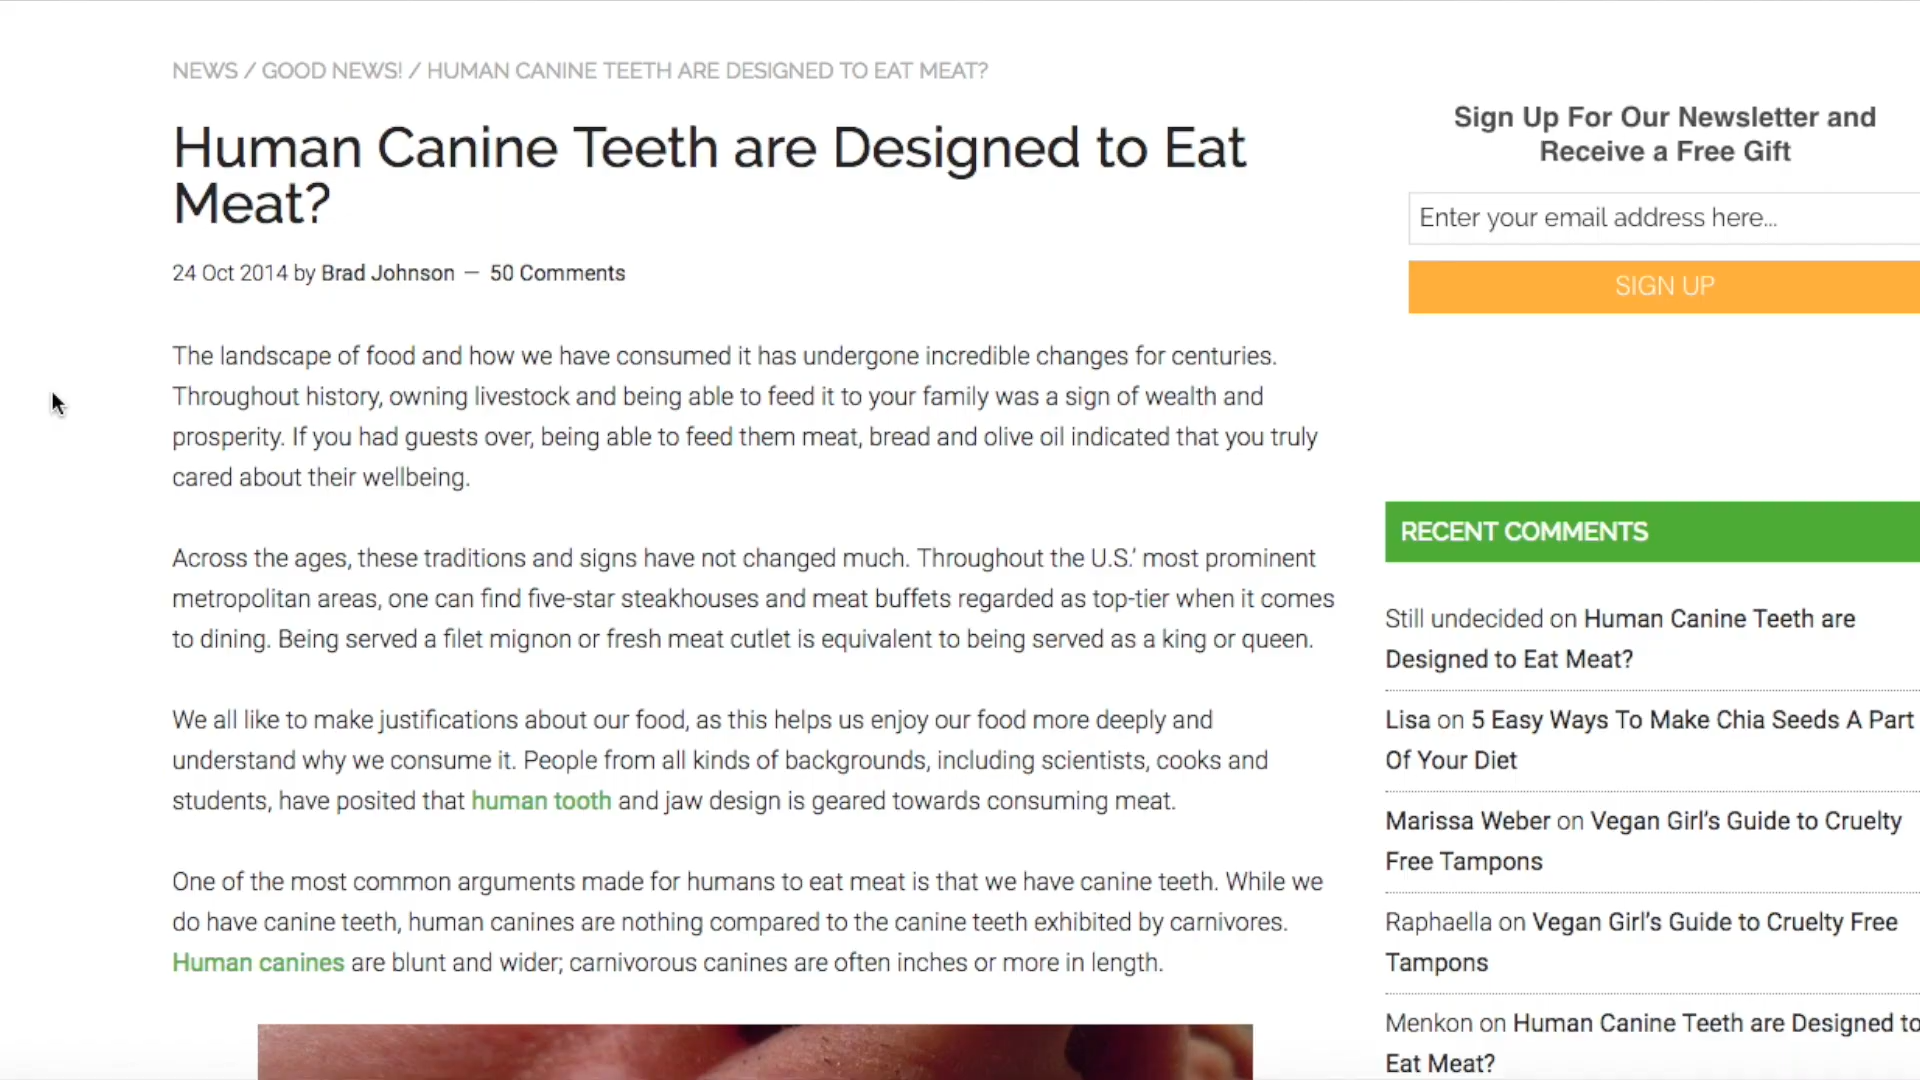 NEWS / GOOD NEWS! / HUMAN CANINE TEETH ARE DESIGNED TO EAT MEAT?
Human Canine Teeth are Designed to Eat
Meat?
24 Oct 2014 by Brad Johnson — 50 Comments
The landscape of food and how we have consumed it has undergone incredible changes for centuries.
Throughout history, owning livestock and being able to feed it to your family was a sign of wealth and
prosperity. If you had guests over, being able to feed them meat, bread and olive oil indicated that you truly
cared about their wellbeing.
Across the ages, these traditions and signs have not changed much. Throughout the U.S.' most prominent
metropolitan areas, one can find five-star steakhouses and meat buffets regarded as top-tier when it comes
to dining. Being served a filet mignon or fresh meat cutlet is equivalent to being served as a king or queen.
We all like to make justifications about our food, as this helps us enjoy our food more deeply and
understand why we consume it. People from all kinds of backgrounds, including scientists, cooks and
students, have posited that human tooth and jaw design is geared towards consuming meat.
One of the most common arguments made for humans to eat meat is that we have canine teeth. While we
do have canine teeth, human canines are nothing compared to the canine teeth exhibited by carnivores.
Human canines are blunt and wider; carnivorous canines are often inches or more in length.
Sign Up For Our Newsletter and
Receive a Free Gift
Enter your email address here...
SIGN UP
RECENT COMMENTS
Still undecided on Human Canine Teeth are
Designed to Eat Meat?
Lisa on 5 Easy Ways To Make Chia Seeds A Part
Of Your Diet
Marissa Weber on Vegan Girl's Guide to Cruelty
Free Tampons
Raphaella on Vegan Girl's Guide to Cruelty Free
Tampons
Menkon on Human Canine Teeth are Designed to
Eat Meat?